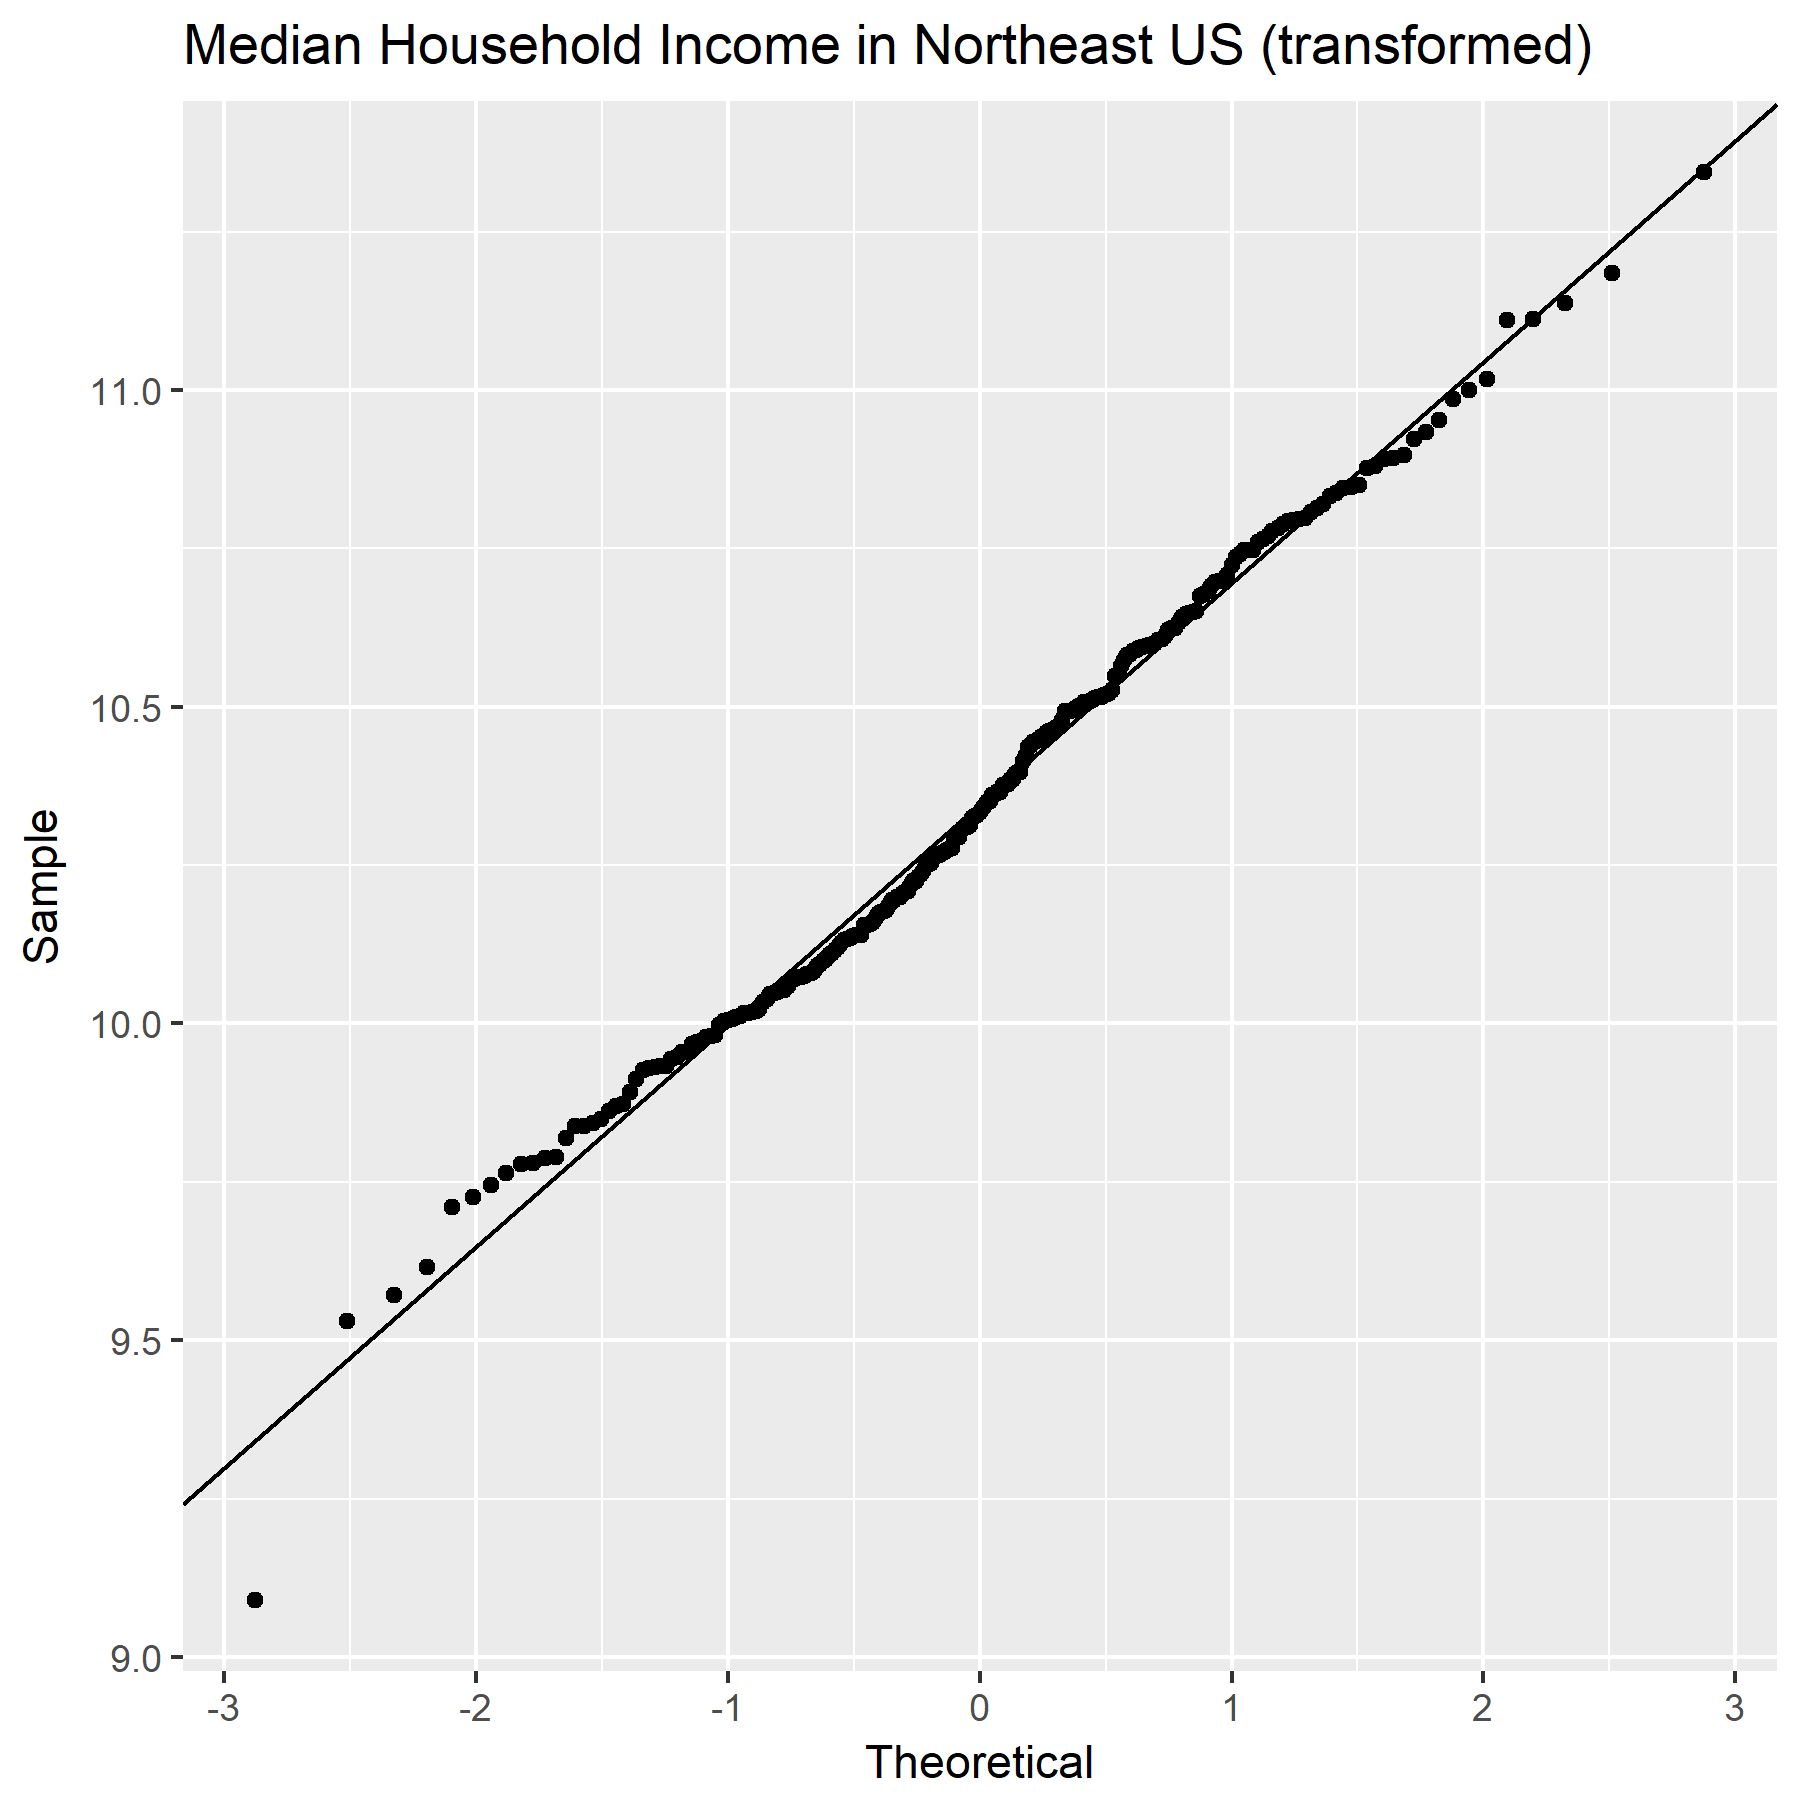 Median Household Income in Northeast US (transformed)
Sample
11.0
10.5
10.0
9.5
9.0
-3 -2 -1 0 1 2 3
Theoretical